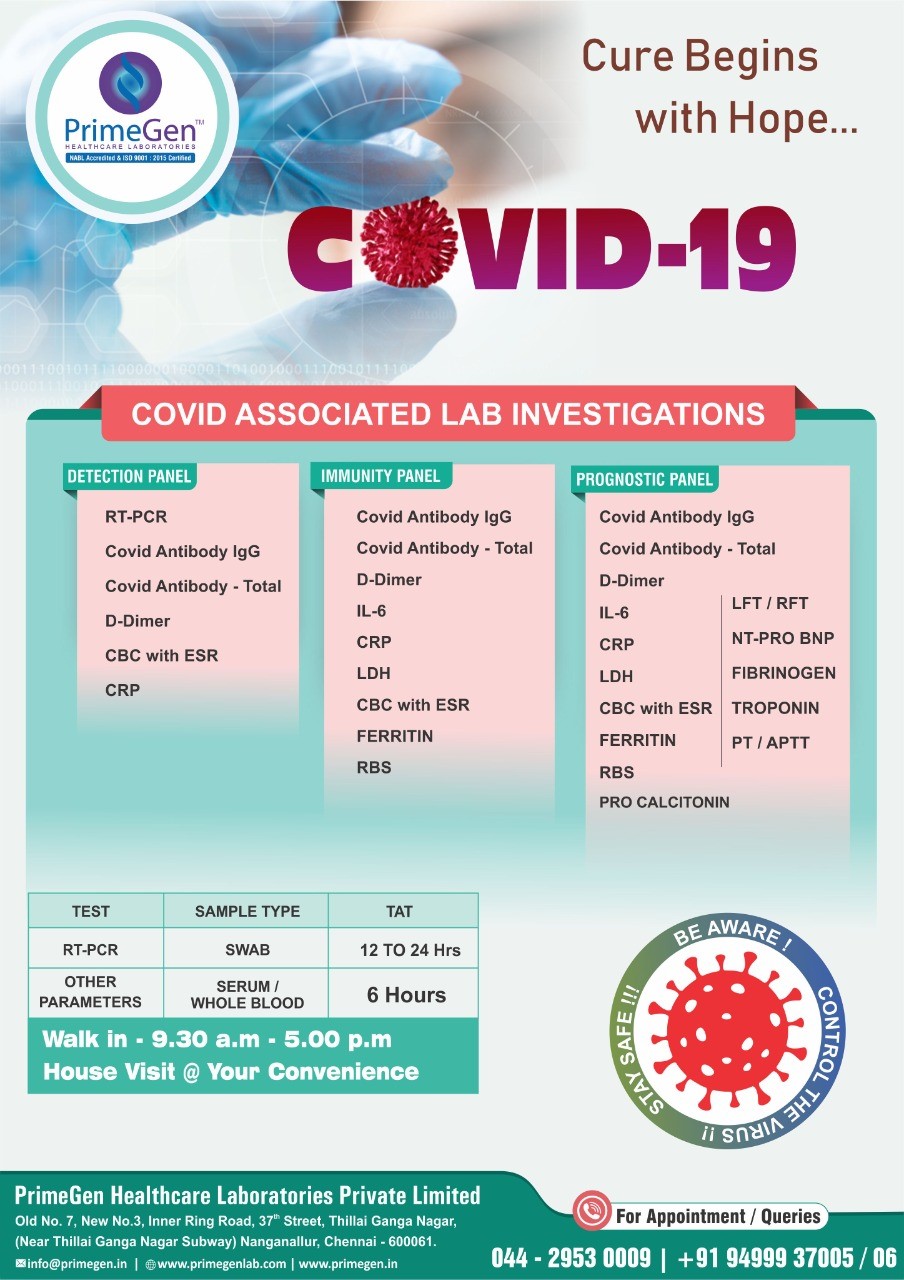 PrimeGen™
HEALTHCARE LABORATORIES
NABL Accredited & ISO 9001 : 2015 Certified
Cure Begins
with Hope...
COVID-19
COVID ASSOCIATED LAB INVESTIGATIONS
DETECTION PANEL
RT-PCR
Covid Antibody IgG
Covid Antibody - Total
D-Dimer
CBC with ESR
CRP
IMMUNITY PANEL
Covid Antibody IgG
Covid Antibody - Total
D-Dimer
IL-6
CRP
LDH
CBC with ESR
FERRITIN
RBS
PROGNOSTIC PANEL
Covid Antibody IgG
Covid Antibody - Total
D-Dimer
IL-6
CRP
LDH
CBC with ESR
FERRITIN
RBS
PRO CALCITONIN
LFT / RFT
NT-PRO BNP
FIBRINOGEN
TROPONIN
PT / APTT
TEST SAMPLE TYPE TAT
RT-PCR SWAB 12 TO 24 Hrs
OTHER PARAMETERS SERUM / WHOLE BLOOD 6 Hours
Walk in - 9.30 a.m - 5.00 p.m
House Visit @ Your Convenience
BE AWARE !
CONTROL THE VIRUS !!
STAY SAFE !!!
PrimeGen Healthcare Laboratories Private Limited
Old No. 7, New No.3, Inner Ring Road, 37th Street, Thillai Ganga Nagar,
(Near Thillai Ganga Nagar Subway) Nanganallur, Chennai - 600061.
info@primegen.in | www.primegenlab.com | www.primegen.in
For Appointment / Queries
044 - 2953 0009 | +91 94999 37005 / 06